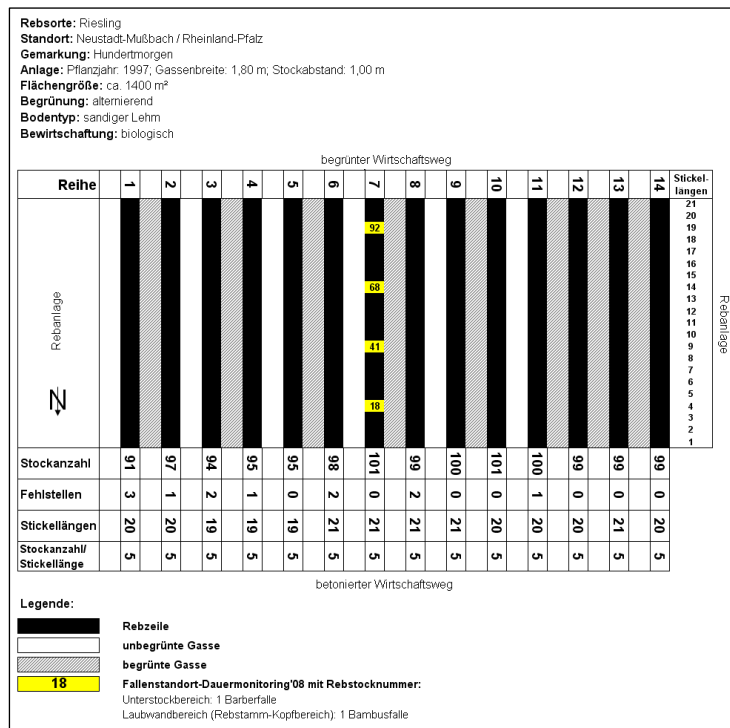 Rebsorte: Riesling
Standort: Neustadt-Mußbach / Rheinland-Pfalz
Gemarkung: Hundertmorgen
Anlage: Pflanzjahr: 1997; Gassenbreite: 1,80 m; Stockabstand: 1,00 m
Flächengröße: ca. 1400 m²
Begrünung: alternierend
Bodentyp: sandiger Lehm
Bewirtschaftung: biologisch
begrünter Wirtschaftsweg
Reihe 1 2 3 4 5 6 7 8 9 10 11 12 13 14 Stickel-
längen
21
20
92 19
18
17
16
15
68 14
13
12
11
10
41 9
8
7
6
5
18 4
3
2
1
Rebanlage
N
Rebanlage
Stockanzahl 91 97 94 95 95 98 101 99 100 101 100 99 99 99
Fehlstellen 3 1 2 1 0 2 0 2 0 0 1 0 0 0
Stickellängen 20 20 19 19 19 21 21 21 21 20 20 20 21 20
Stockanzahl/
Stickellänge 5 5 5 5 5 5 5 5 5 5 5 5 5 5
betonierter Wirtschaftsweg
Legende:
Rebzeile
unbegrünte Gasse
begrünte Gasse
18 Fallenstandort-Dauermonitoring'08 mit Rebstocknummer:
Unterstockbereich: 1 Barberfalle
Laubwandbereich (Rebstamm-Kopfbereich): 1 Bambusfalle